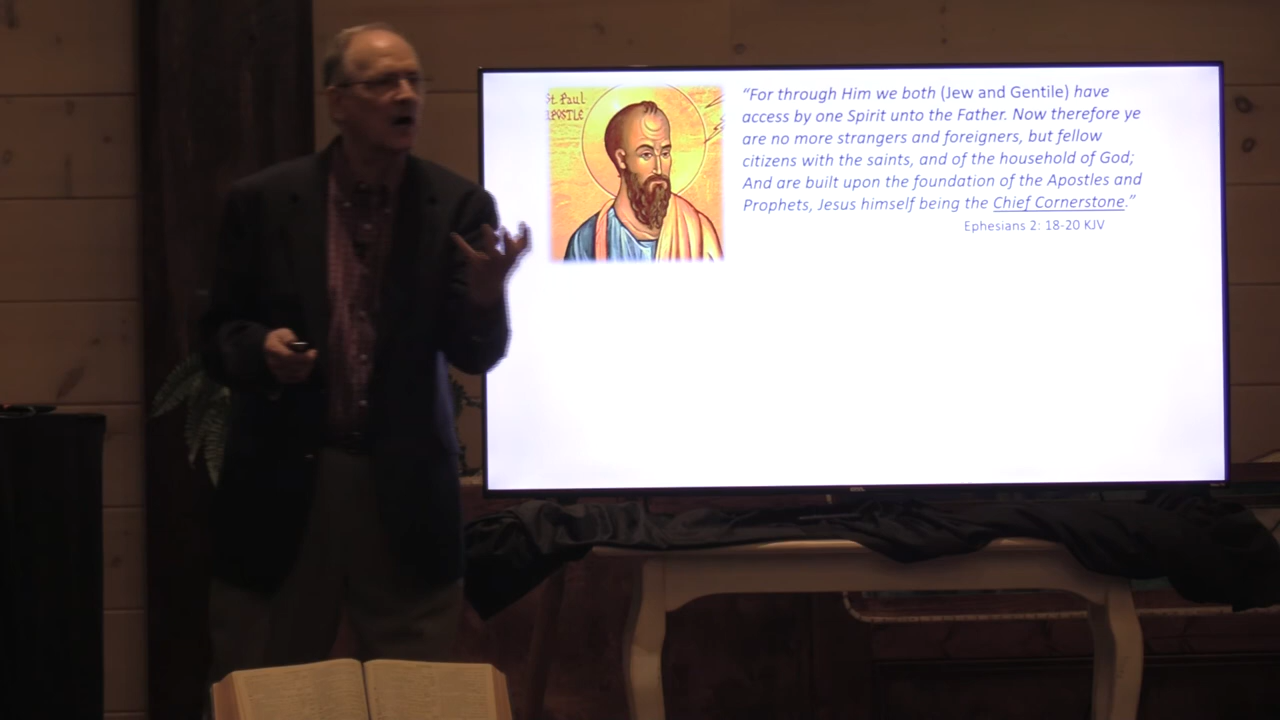 St. Paul
APOSTLE
“For through Him we both (Jew and Gentile) have
access by one Spirit unto the Father. Now therefore ye
are no more strangers and foreigners, but fellow
citizens with the saints, and of the household of God;
And are built upon the foundation of the Apostles and
Prophets, Jesus himself being the Chief Cornerstone.”
Ephesians 2: 18-20 KJV